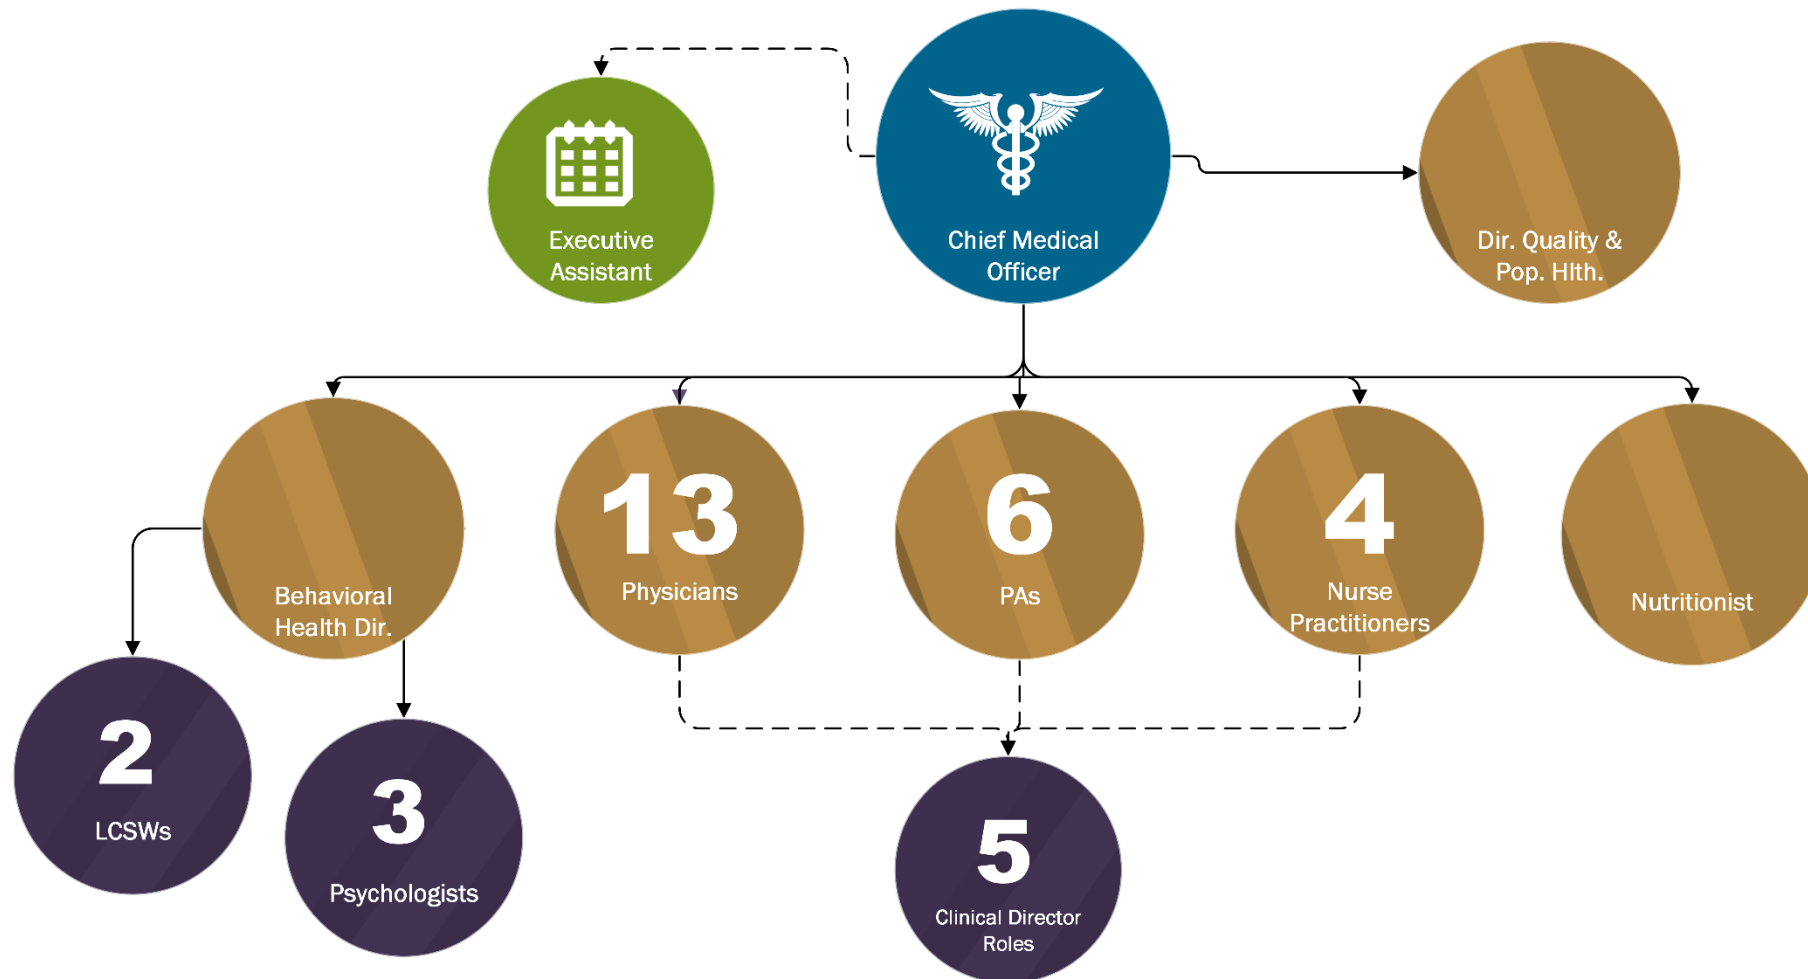 Executive
Assistant
Chief Medical
Officer
Dir. Quality &
Pop. Hlth.
Behavioral
Health Dir.
13
Physicians
6
PAs
4
Nurse
Practitioners
Nutritionist
2
LCSWs
3
Psychologists
5
Clinical Director
Roles